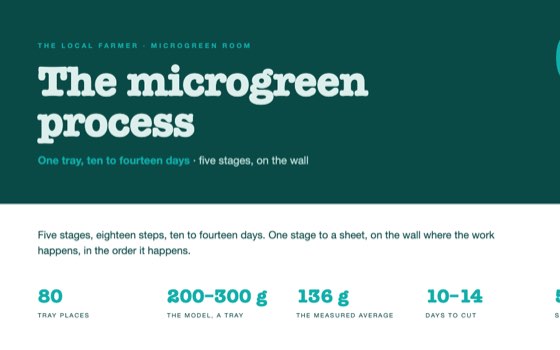 THE LOCAL FARMER · MICROGREEN ROOM
The microgreen
process
One tray, ten to fourteen days · five stages, on the wall
Five stages, eighteen steps, ten to fourteen days. One stage to a sheet, on the wall where the work
happens, in the order it happens.
80 200–300 g 136 g 10–14
TRAY PLACES THE MODEL, A TRAY THE MEASURED AVERAGE DAYS TO CUT